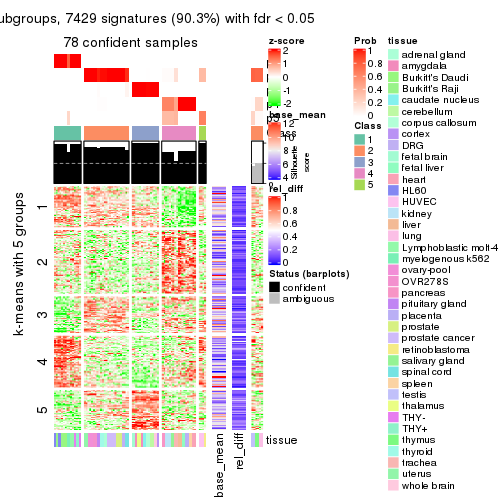 ubgroups, 7429 signatures (90.3%) with fdr < 0.05
78 confident samples
k-means with 5 groups
1
2
3
4
5
base_mean
rel_diff
tissue
z-score
2
1
0
-1
-2
base_mean
12
10
8
6
4
Silhouette
score
rel_diff
1
0.8
0.6
0.4
0.2
0
Status (barplots)
confident
ambiguous
Prob
1
0.8
0.6
0.4
0.2
0
Class
1
2
3
4
5
tissue
adrenal gland
amygdala
Burkitt's Daudi
Burkitt's Raji
caudate nucleus
cerebellum
corpus callosum
cortex
DRG
fetal brain
fetal liver
heart
HL60
HUVEC
kidney
liver
lung
Lymphoblastic molt-4
myelogenous k562
ovary-pool
OVR278S
pancreas
pituitary gland
placenta
prostate
prostate cancer
retinoblastoma
salivary gland
spinal cord
spleen
testis
thalamus
THY-
THY+
thymus
thyroid
trachea
uterus
whole brain